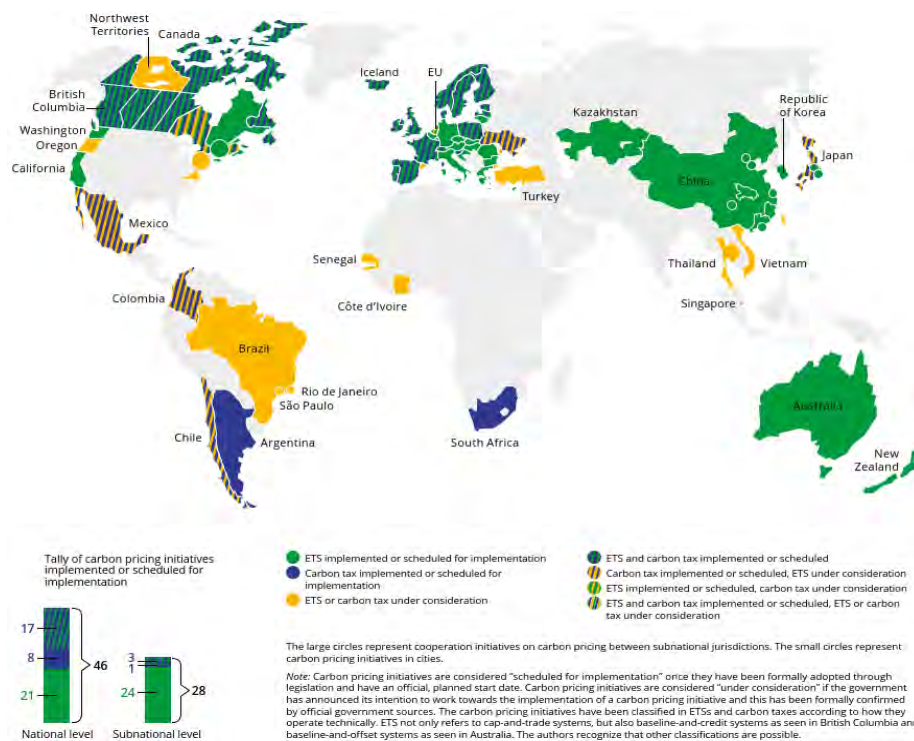 Northwest
Territories
Canada
British
Columbia
Washington
Oregon
California
Mexico
Colombia
Brazil
Rio de Janeiro
São Paulo
Chile
Argentina
Iceland
EU
Turkey
Senegal
Côte d'Ivoire
South Africa
Kazakhstan
Republic
of Korea
China
Japan
Thailand
Vietnam
Singapore
Australia
New
Zealand
Tally of carbon pricing initiatives
implemented or scheduled for
implementation
17
8
21
46
National level
3
1
24
28
Subnational level
ETS implemented or scheduled for implementation
Carbon tax implemented or scheduled for
implementation
ETS or carbon tax under consideration
ETS and carbon tax implemented or scheduled
Carbon tax implemented or scheduled, ETS under consideration
ETS implemented or scheduled, carbon tax under consideration
ETS and carbon tax implemented or scheduled, ETS or carbon
tax under consideration
The large circles represent cooperation initiatives on carbon pricing between subnational jurisdictions. The small circles represent
carbon pricing initiatives in cities.
Note: Carbon pricing initiatives are considered "scheduled for implementation" once they have been formally adopted through
legislation and have an official, planned start date. Carbon pricing initiatives are considered "under consideration" if the government
has announced its intention to work towards the implementation of a carbon pricing initiative and this has been formally confirmed
by official government sources. The carbon pricing initiatives have been classified in ETS and carbon taxes according to how they
operate technically. ETS not only refers to cap-and-trade systems, but also baseline-and-credit systems as seen in British Columbia an
baseline-and-offset systems as seen in Australia. The authors recognize that other classifications are possible.